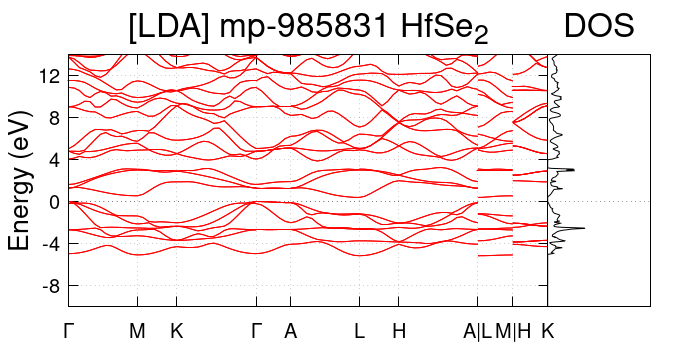 [LDA] mp-985831 HfSe2 DOS
Energy (eV)
12
8
4
0
-4
-8
Γ M K Γ A L H A|L M|H K